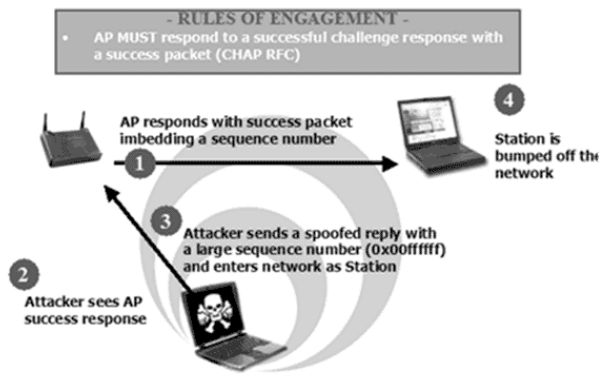 - RULES OF ENGAGEMENT -
• AP MUST respond to a successful challenge response with
a success packet (CHAP RFC)
AP responds with success packet
imbedding a sequence number
1
4
Station is
bumped off the
network
3
Attacker sends a spoofed reply with
a large sequence number (0x00ffffff)
and enters network as Station
2
Attacker sees AP
success response